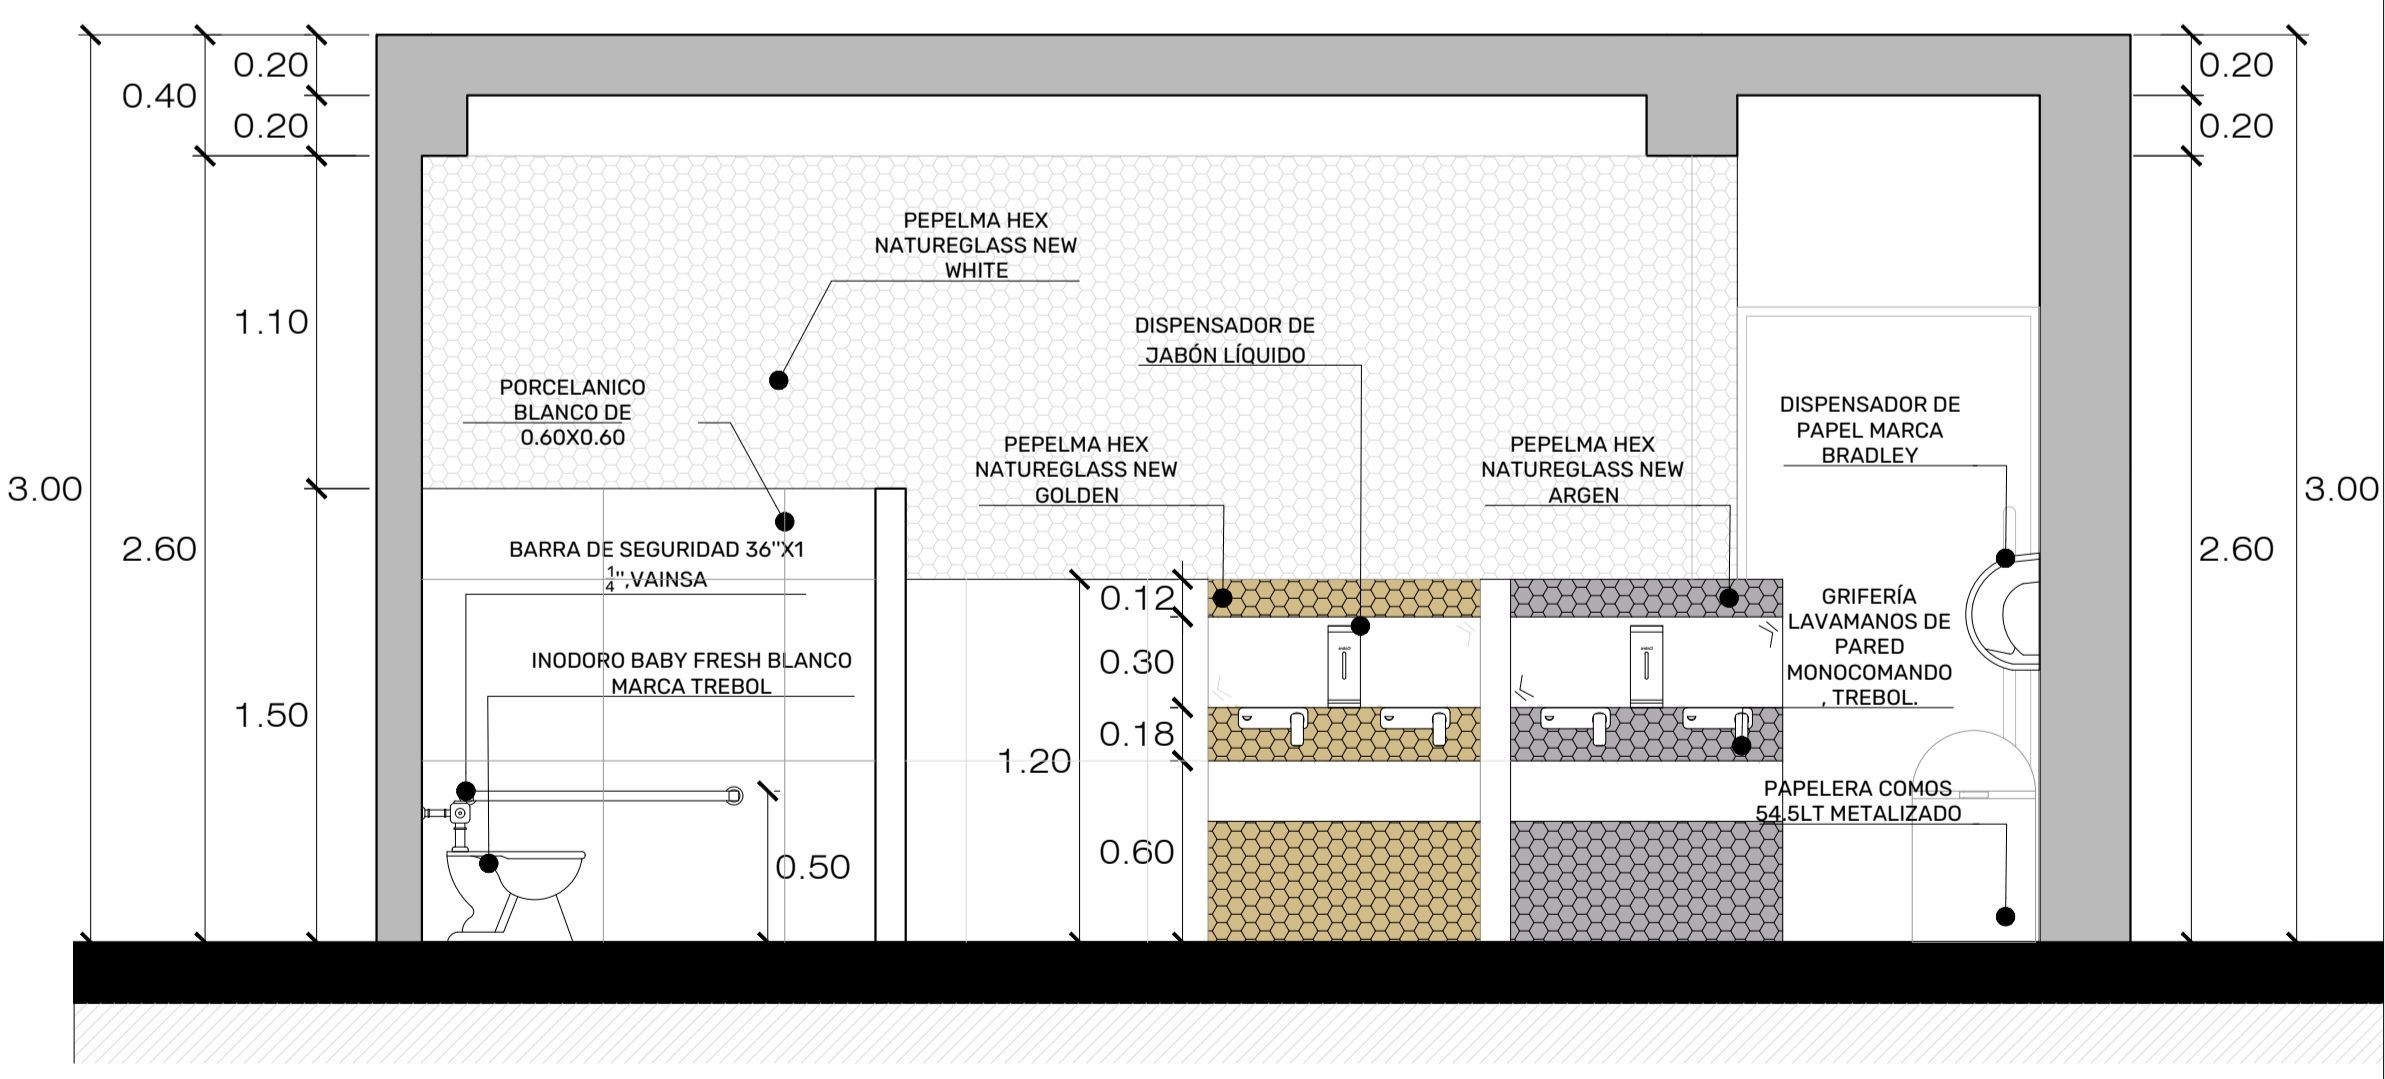 0.20
0.40
0.20
1.10
3.00
2.60
1.50
PEPELMA HEX
NATUREGLASS NEW
WHITE
PORCELANICO
BLANCO DE
0.60X0.60
BARRA DE SEGURIDAD 36"X1
1/4",VAINSA
INODORO BABY FRESH BLANCO
MARCA TREBOL
0.50
DISPENSADOR DE
JABÓN LÍQUIDO
PEPELMA HEX
NATUREGLASS NEW
GOLDEN
PEPELMA HEX
NATUREGLASS NEW
ARGEN
0.12
0.30
0.18
1.20
0.60
DISPENSADOR DE
PAPEL MARCA
BRADLEY
GRIFERÍA
LAVAMANOS DE
PARED
MONOCOMANDO
, TREBOL.
PAPELERA COMOS
54.5LT METALIZADO
0.20
0.20
3.00
2.60